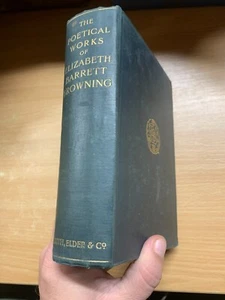 THE
POETICAL
WORKS
OF
ELIZABETH
BARRETT
BROWNING
SMITH, ELDER & Co